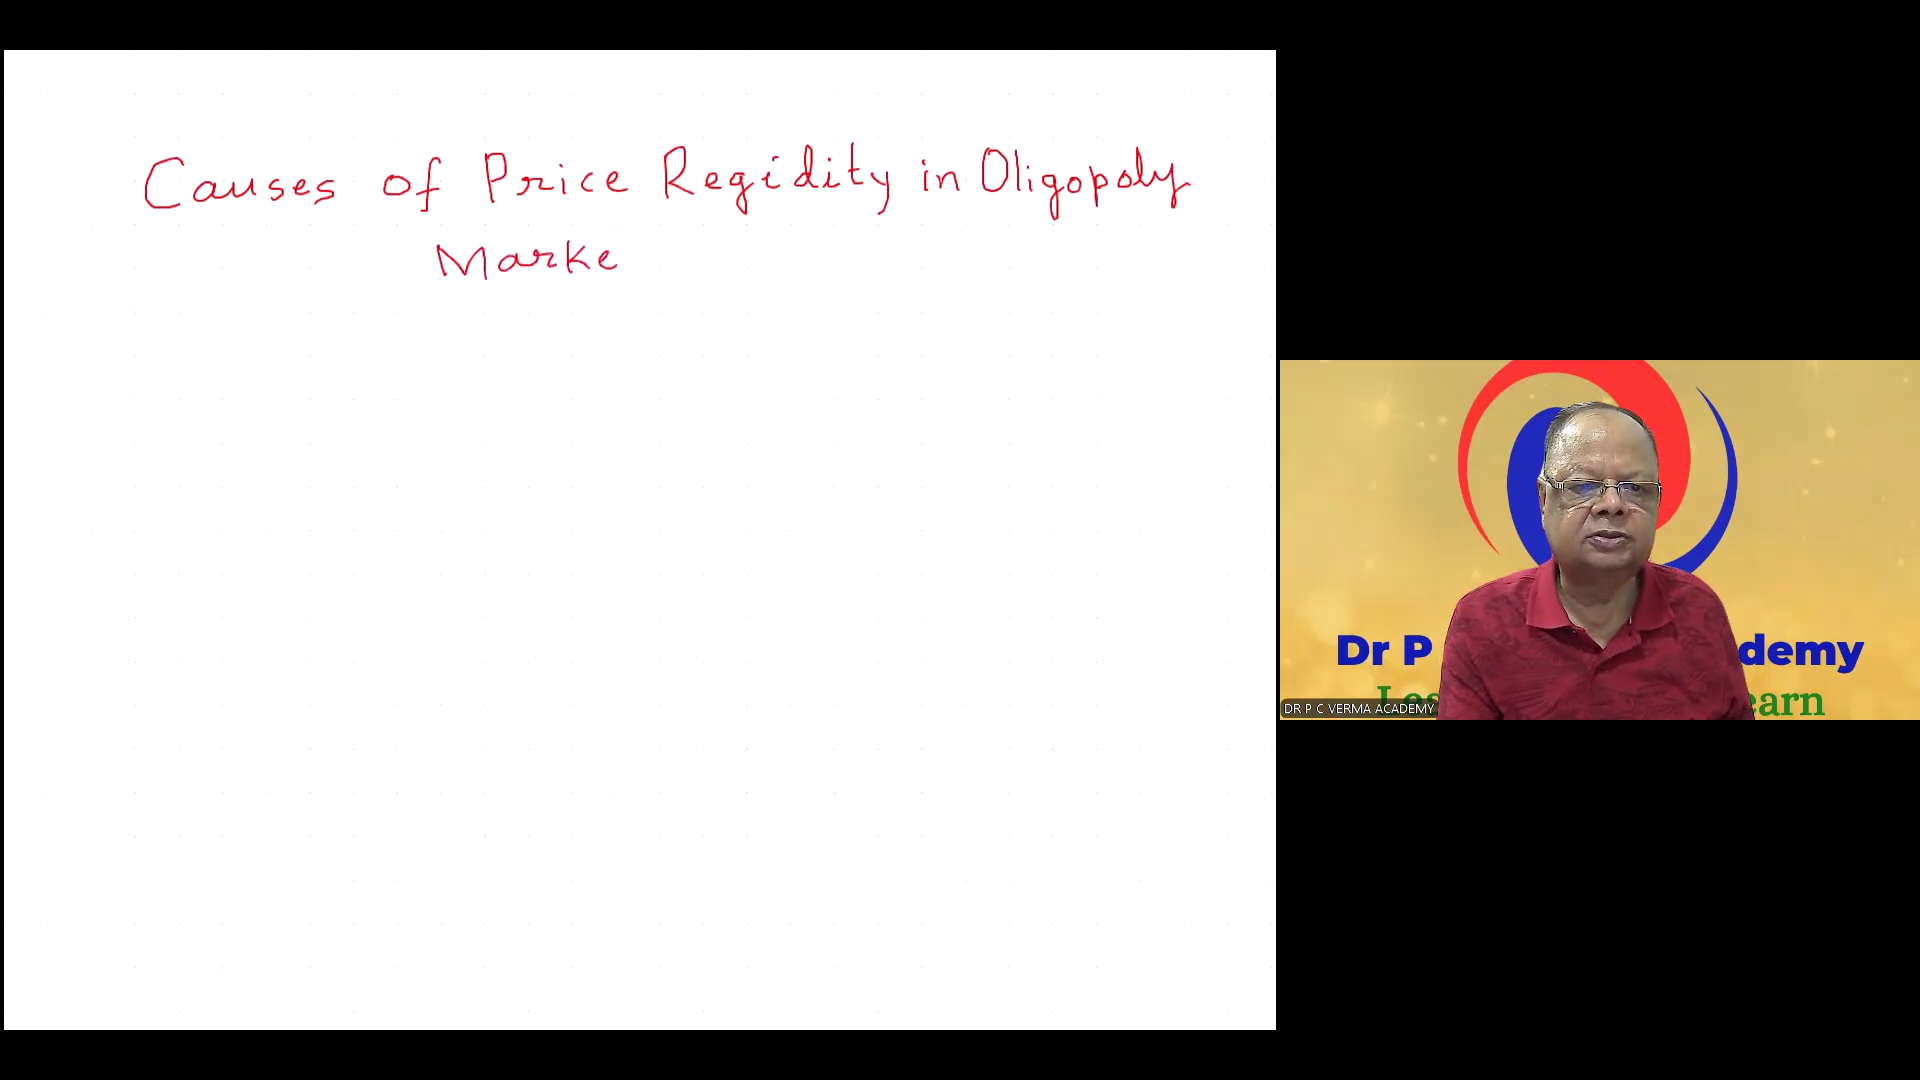 Causes of Price Regidity in Oligopoly
Marke
Dr P demy
earn
DR P C VERMA ACADEMY